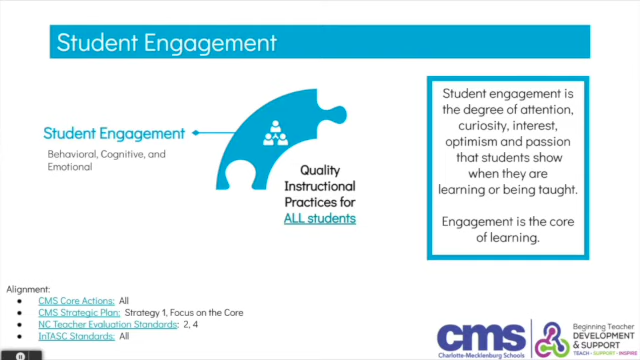 Student Engagement
Student Engagement
Behavioral, Cognitive, and
Emotional
Quality
Instructional
Practices for
ALL students
Student engagement is
the degree of attention,
curiosity, interest,
optimism and passion
that students show
when they are
learning or being taught.
Engagement is the core
of learning.
Alignment:
CMS Core Actions: All
CMS Strategic Plan: Strategy 1, Focus on the Core
NC Teacher Evaluation Standards: 2, 4
InTASC Standards: All
cms
Charlotte-Mecklenburg Schools
Beginning Teacher
DEVELOPMENT
& SUPPORT
TEACH · SUPPORT · INSPIRE